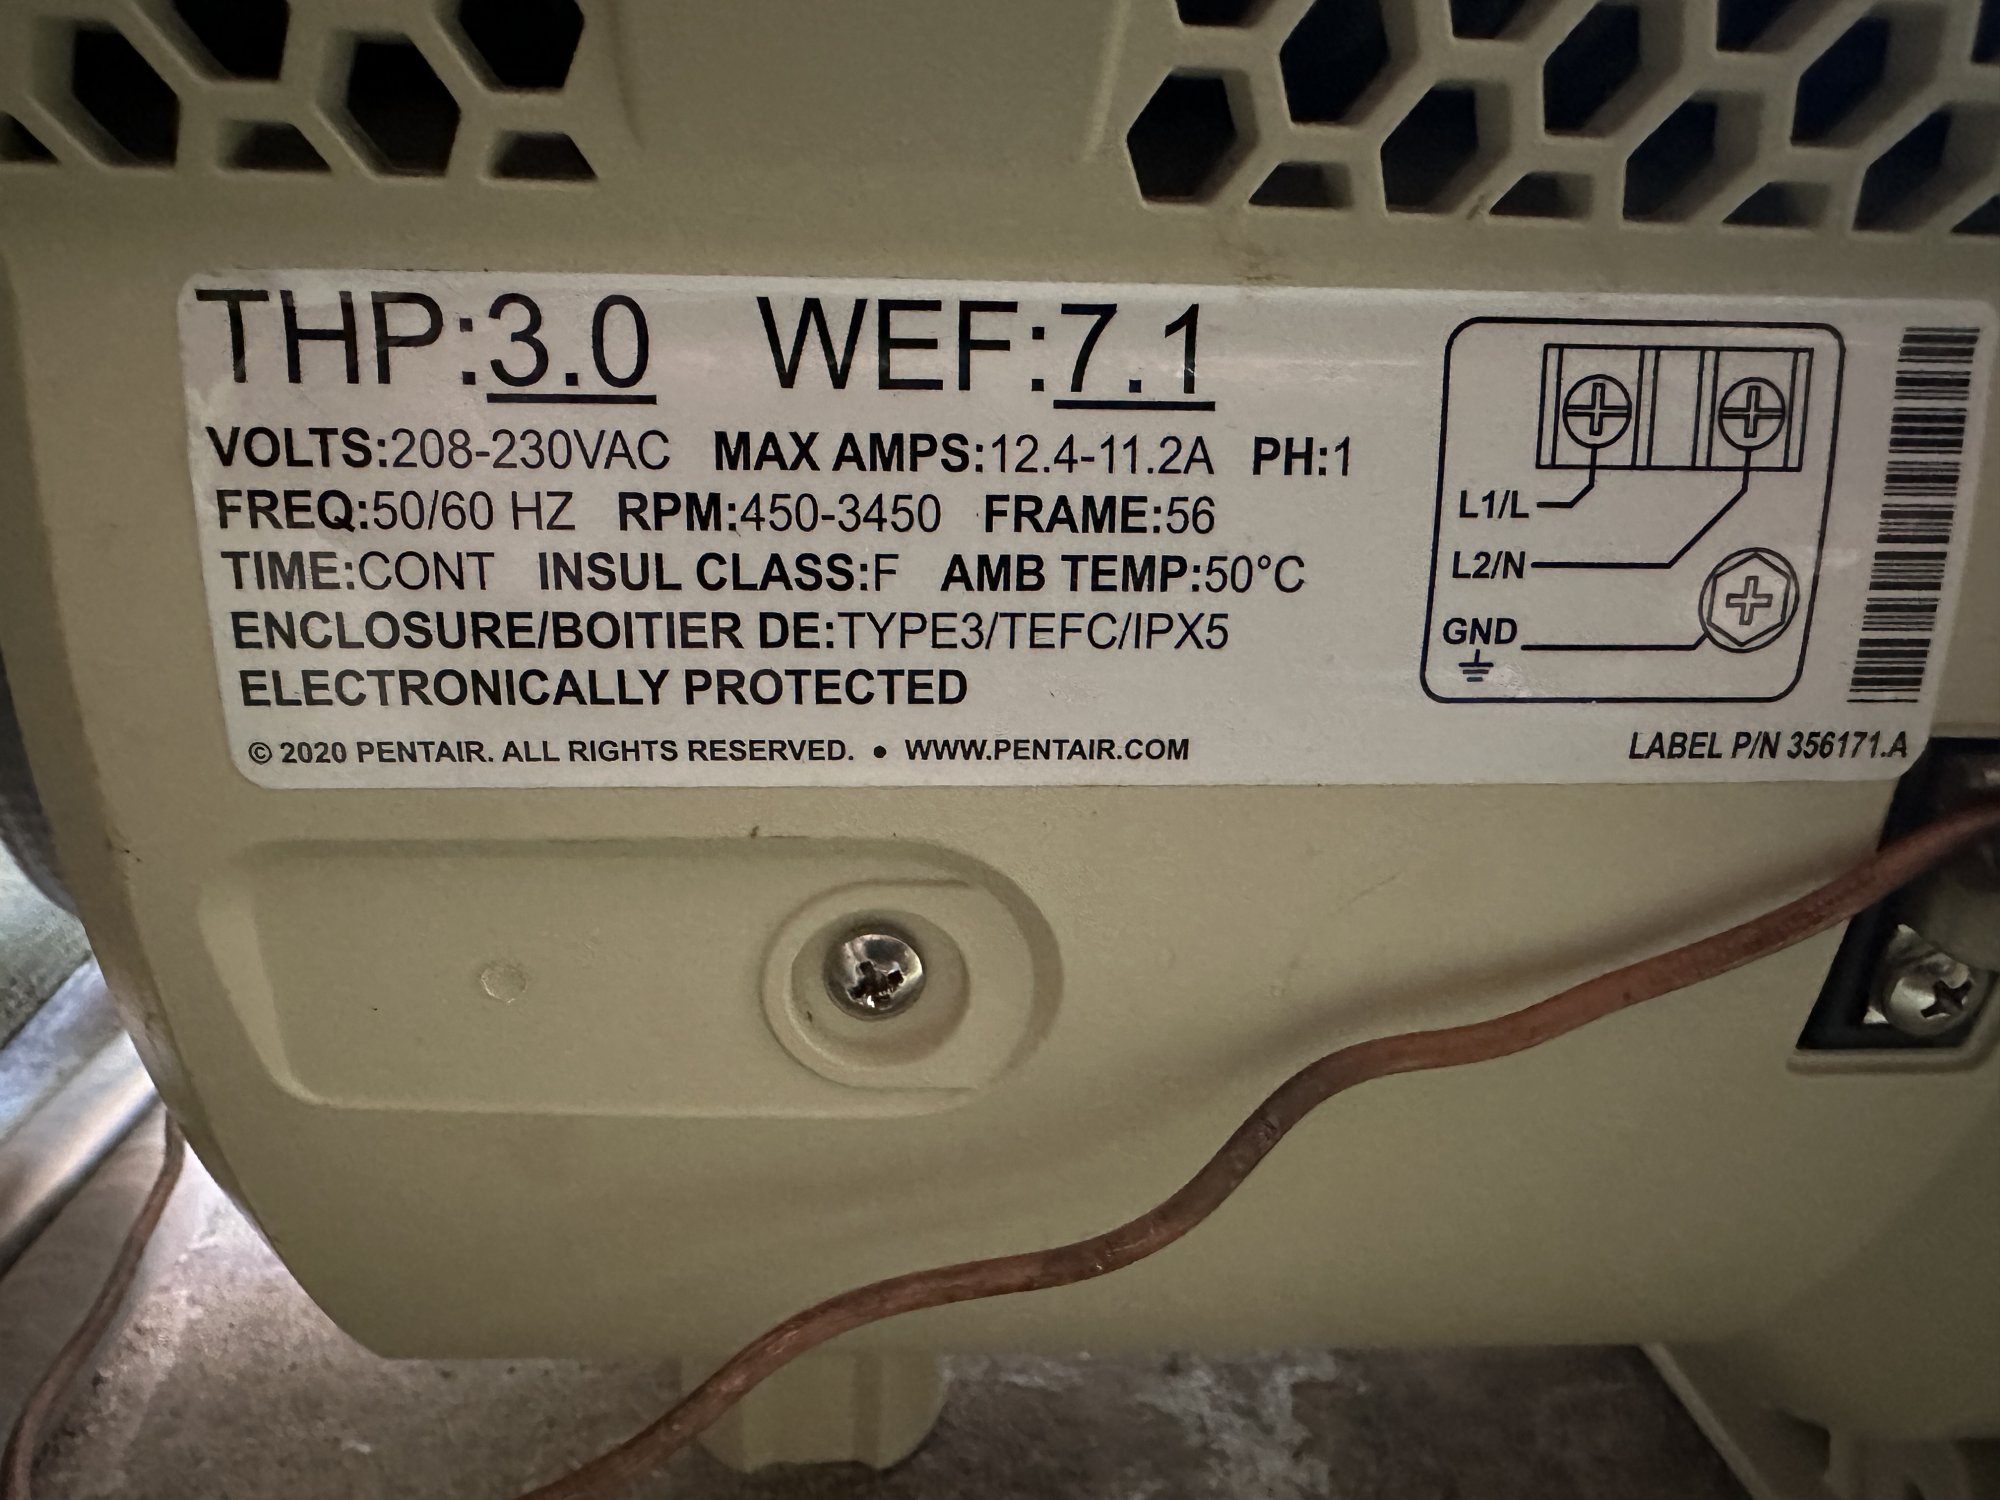 THP:3.0 WEF:7.1
VOLTS:208-230VAC MAX AMPS:12.4-11.2A PH:1
FREQ:50/60 HZ RPM:450-3450 FRAME:56
TIME:CONT INSUL CLASS:F AMB TEMP:50°C
ENCLOSURE/BOITIER DE:TYPE3/TEFC/IPX5
ELECTRONICALLY PROTECTED
© 2020 PENTAIR. ALL RIGHTS RESERVED. • WWW.PENTAIR.COM
L1/L
L2/N
GND
LABEL P/N 356171.A